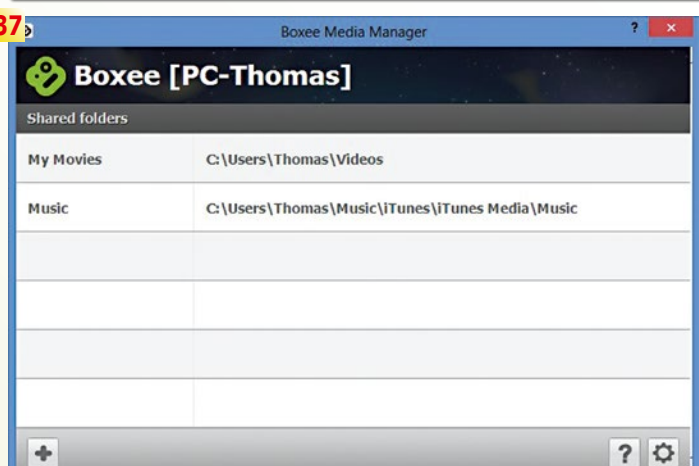 37
Boxee Media Manager ? ×
Boxee [PC-Thomas]
Shared folders
My Movies C:\Users\Thomas\Videos
Music C:\Users\Thomas\Music\iTunes\iTunes Media\Music
+ ?